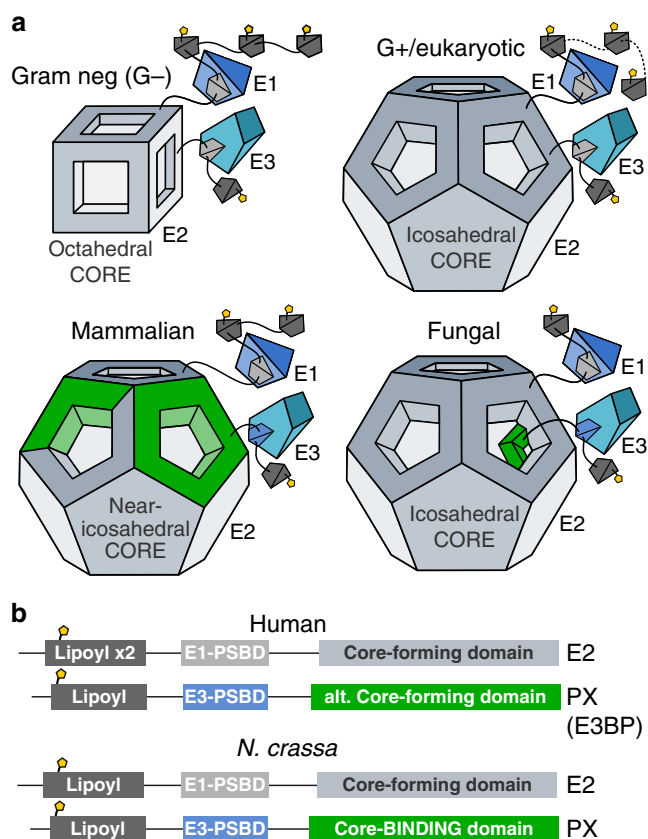 a
Gram neg (G–)
E1
E3
E2
Octahedral
CORE
G+/eukaryotic
E1
E3
E2
Icosahedral
CORE
Mammalian
E1
E3
E2
Near-
icosahedral
CORE
Fungal
E1
E3
E2
Icosahedral
CORE
b
Human
Lipoyl x2 E1-PSBD Core-forming domain E2
Lipoyl E3-PSBD alt. Core-forming domain PX
(E3BP)
N. crassa
Lipoyl E1-PSBD Core-forming domain E2
Lipoyl E3-PSBD Core-BINDING domain PX